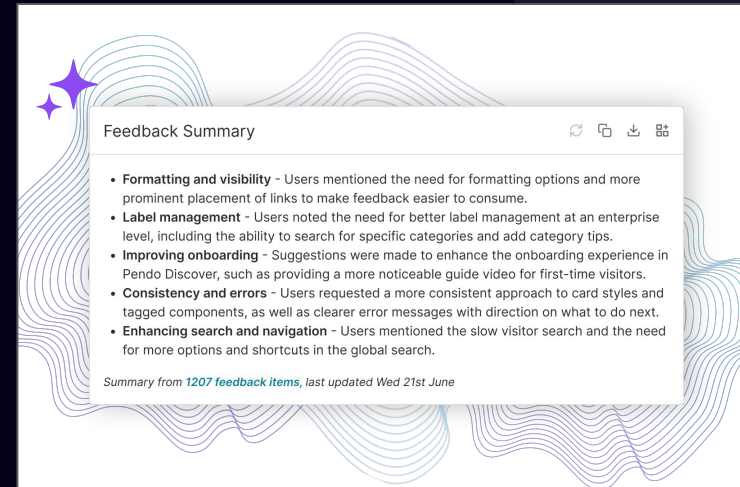 Feedback Summary
• Formatting and visibility - Users mentioned the need for formatting options and more
prominent placement of links to make feedback easier to consume.
• Label management - Users noted the need for better label management at an enterprise
level, including the ability to search for specific categories and add category tips.
• Improving onboarding - Suggestions were made to enhance the onboarding experience in
Pendo Discover, such as providing a more noticeable guide video for first-time visitors.
• Consistency and errors - Users requested a more consistent approach to card styles and
tagged components, as well as clearer error messages with direction on what to do next.
• Enhancing search and navigation - Users mentioned the slow visitor search and the need
for more options and shortcuts in the global search.
Summary from 1207 feedback items, last updated Wed 21st June